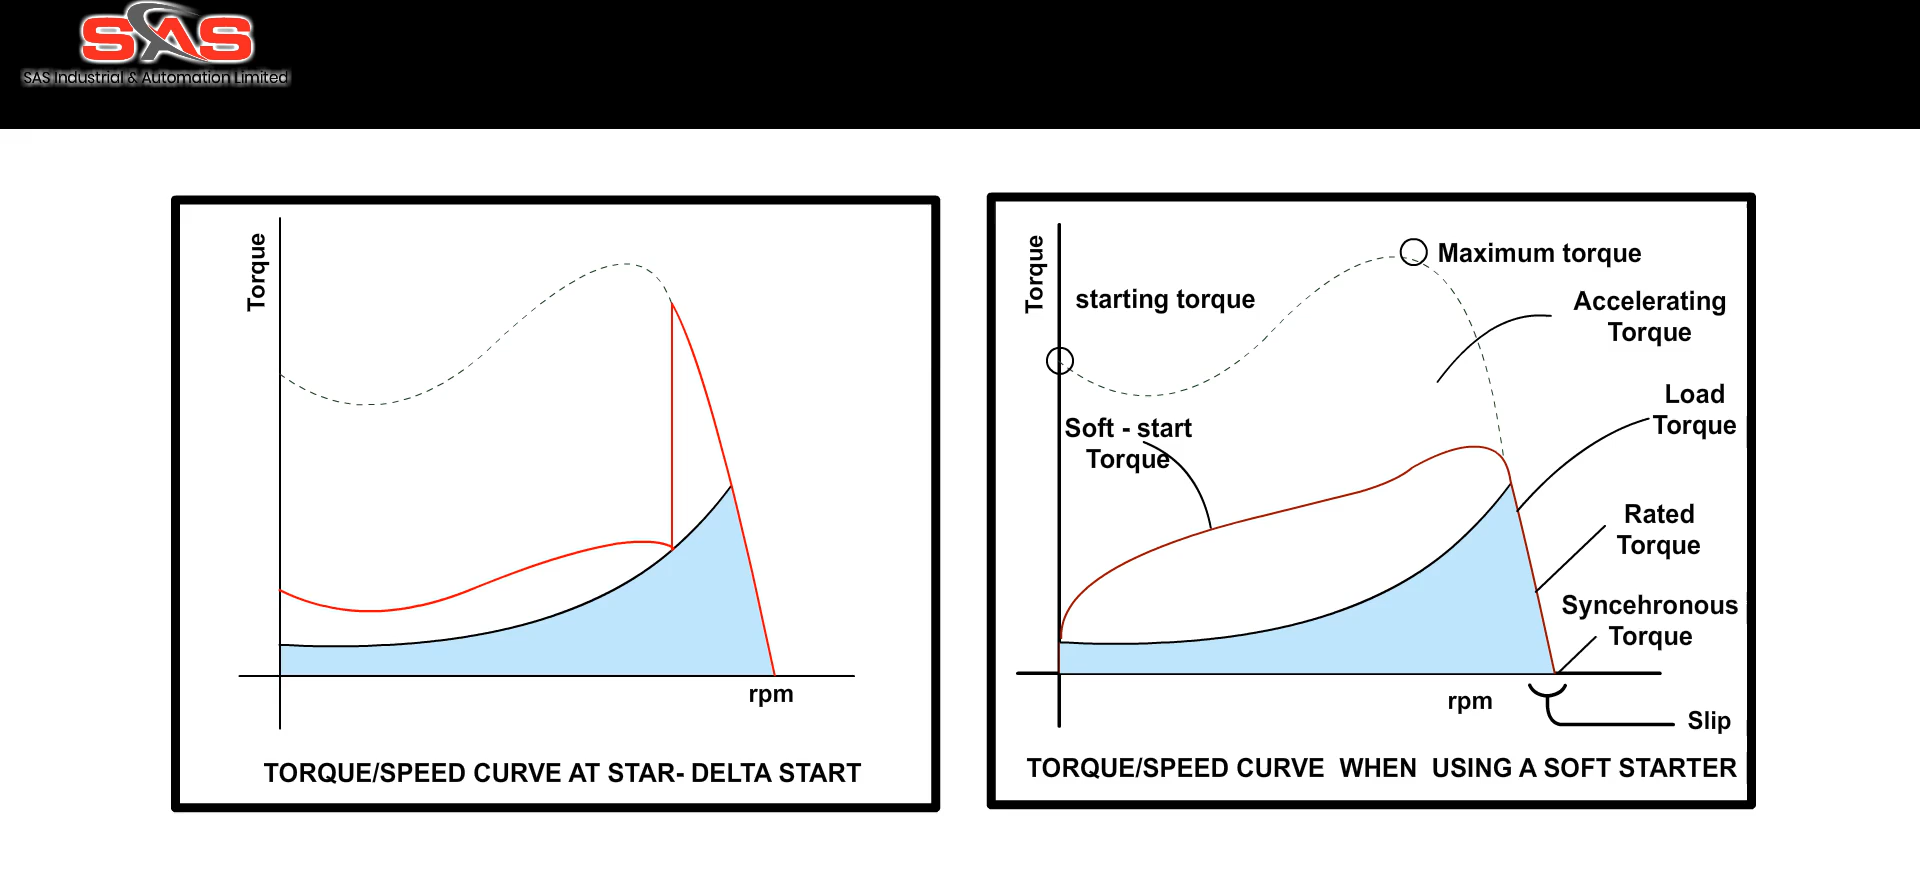 SAS
SAS Industrial & Automation Limited
Torque
rpm
TORQUE/SPEED CURVE AT STAR- DELTA START
Torque
starting torque
Maximum torque
Accelerating
Torque
Load
Torque
Soft - start
Torque
Rated
Torque
Syncehronous
Torque
rpm
Slip
TORQUE/SPEED CURVE WHEN USING A SOFT STARTER